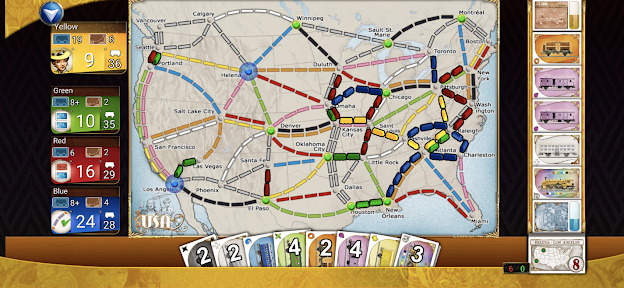 Yellow
19 6
9 36
Green
8+ 2
10 35
Red
6 2
16 29
Blue
8+ 4
24 28
Vancouver
Calgary
Winnipeg
Sault St. Marie
Montréal
Seattle
Portland
Helena
Duluth
Toronto
Boston
New York
Omaha
Chicago
Pittsburgh
Washington
Salt Lake City
Denver
Kansas City
Saint Louis
Nashville
Raleigh
San Francisco
Las Vegas
Santa Fe
Oklahoma City
Little Rock
Atlanta
Charleston
Los Angeles
Phoenix
El Paso
Dallas
Houston
New Orleans
Miami
USA
2 2 4 2 4 3
6 0
HELENA - LOS ANGELES
8